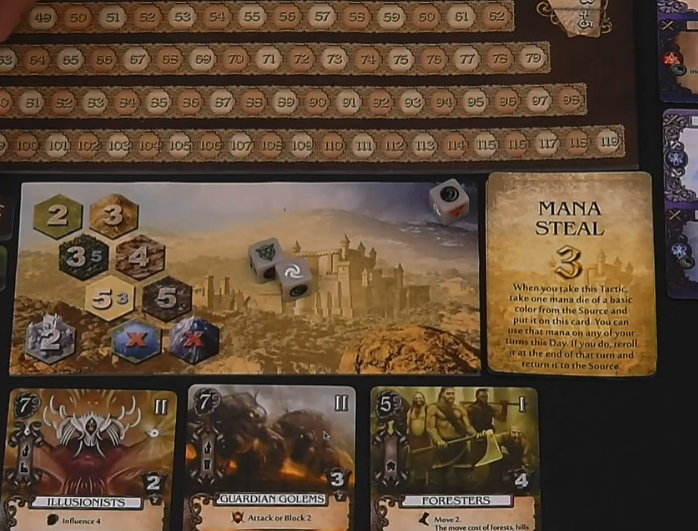 49 50 51 52 53 54 55 56 57 58 59 60 61 62
64 65 66 67 68 69 70 71 72 73 74 75 76 77 78 79
81 82 83 84 85 86 87 88 89 90 91 92 93 94 95 96 97 98
100 101 102 103 104 105 106 107 108 109 110 111 112 113 114 115 116 117 118 119
2 3
3 5 4
5 3 5
2 X X
MANA
STEAL
3
When you take this Tactic,
take one mana die of a basic
color from the Source and
put it on this card. You can
use that mana on any of your
turns this Day. If you do, reroll
it at the end of that turn and
return it to the Source.
7 II
2
ILLUSIONISTS
Influence 4
7 II
3
GUARDIAN GOLEMS
Attack or Block 2
5 I
4
FORESTERS
Move 2.
The move cost of forests, hills